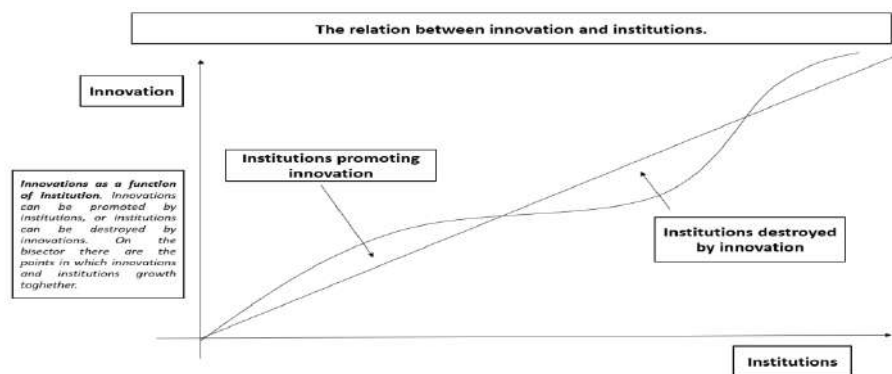 The relation between innovation and institutions.
Innovation
Institutions promoting
innovation
Innovations as a function
of Institution. Innovations
can be promoted by
institutions, or institutions
can be destroyed by
innovations. On the
bisector there are the
points in which innovations
and institutions growth
toghether.
Institutions destroyed
by innovation
Institutions